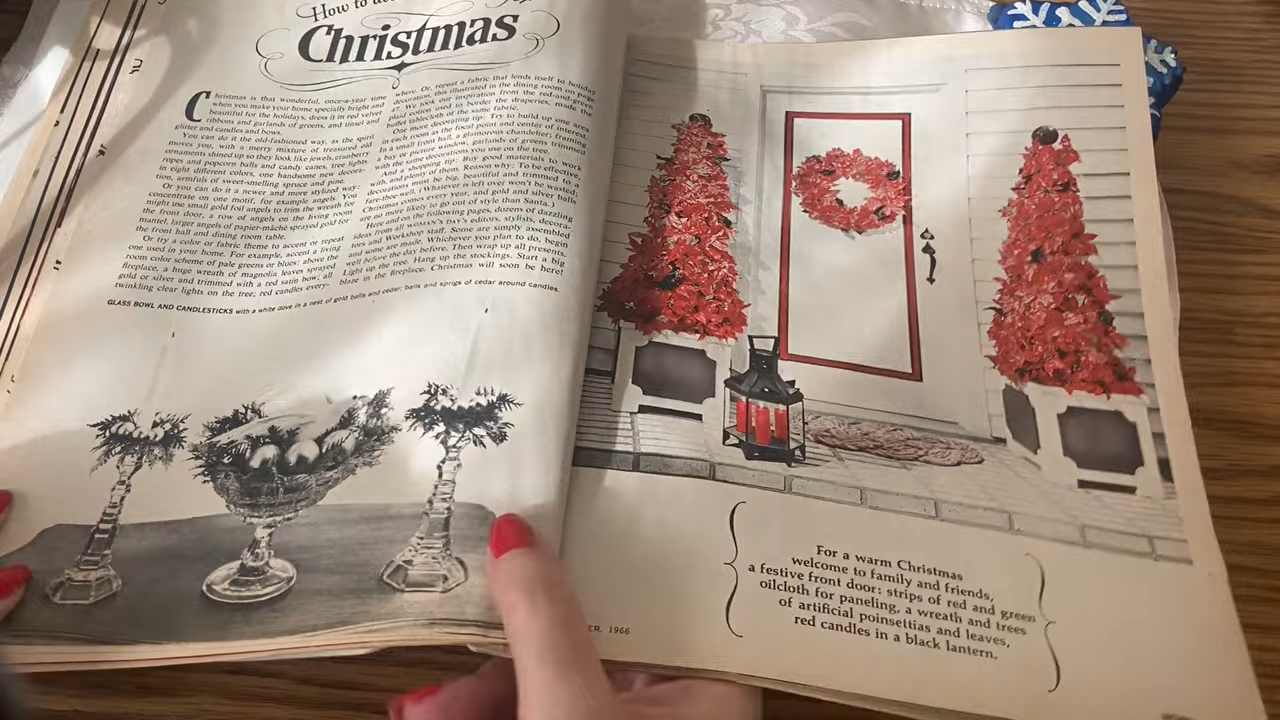 How to
Christmas
Christmas is that wonderful, once-a-year time
when you make your home specially bright and
beautiful for the holidays, dress it in red velvet
ribbons and garlands of greens, and tinsel and
glitter and candles and bows.
You can do it the old-fashioned way, as the spirit
moves you, with a merry mixture of treasured old
ornaments shined up so they look like jewels, cranberry
ropes and popcorn balls and candy canes, tree lights
in eight different colors, one handsome new decora-
tion, armfuls of sweet-smelling spruce and pine.
Or you can do it a newer and more stylized way:
concentrate on one motif, for example, angels. You
might use small gold foil angels to trim the wreath for
the front door, a row of angels on the living room
mantel, larger angels of papier-mâché sprayed gold for
the front hall and dining room table.
Or try a color or fabric theme to accent or repeat
one used in your home. For example, accent a living
room color scheme of pale greens or blues: above the
fireplace, a huge wreath of magnolia leaves sprayed
gold or silver and trimmed with a red satin bow; all
twinkling clear lights on the tree; red candles every-
where. Or, repeat a fabric that lends itself to holiday
decoration, this illustrated in the dining room on page
47. We took our inspiration from the red-and-green
plaid cotton used to border the draperies, made the
buffet tablecloth of the same fabric.
One more decorating tip: Try to build up one area
in each room as the focal point and center of interest.
In a small front hall, a glamorous chandelier; framing
a bay or picture window, garlands of greens trimmed
with the same decorations you use on the tree.
And a shopping tip: Buy good materials to work
with, and plenty of them. Reason why: To be effective,
decorations must be big, beautiful and trimmed to a
fare-thee-well. (Whatever is left over won't be wasted;
Christmas comes every year, and gold and silver balls
are no more likely to go out of style than Santa.)
Here and on the following pages, dozens of dazzling
ideas from all WOMAN'S DAY'S editors, stylists, decora-
tors and Workshop staff. Some are simply assembled
and some are made. Whichever you plan to do, begin
well before the day before. Then wrap up all presents.
Light up the tree. Hang up the stockings. Start a big
blaze in the fireplace. Christmas will soon be here!
GLASS BOWL AND CANDLESTICKS with a white dove in a nest of gold balls and cedar; balls and sprigs of cedar around candles.
ER, 1966
For a warm Christmas
welcome to family and friends,
a festive front door: strips of red and green
oilcloth for paneling, a wreath and trees
of artificial poinsettias and leaves,
red candles in a black lantern.